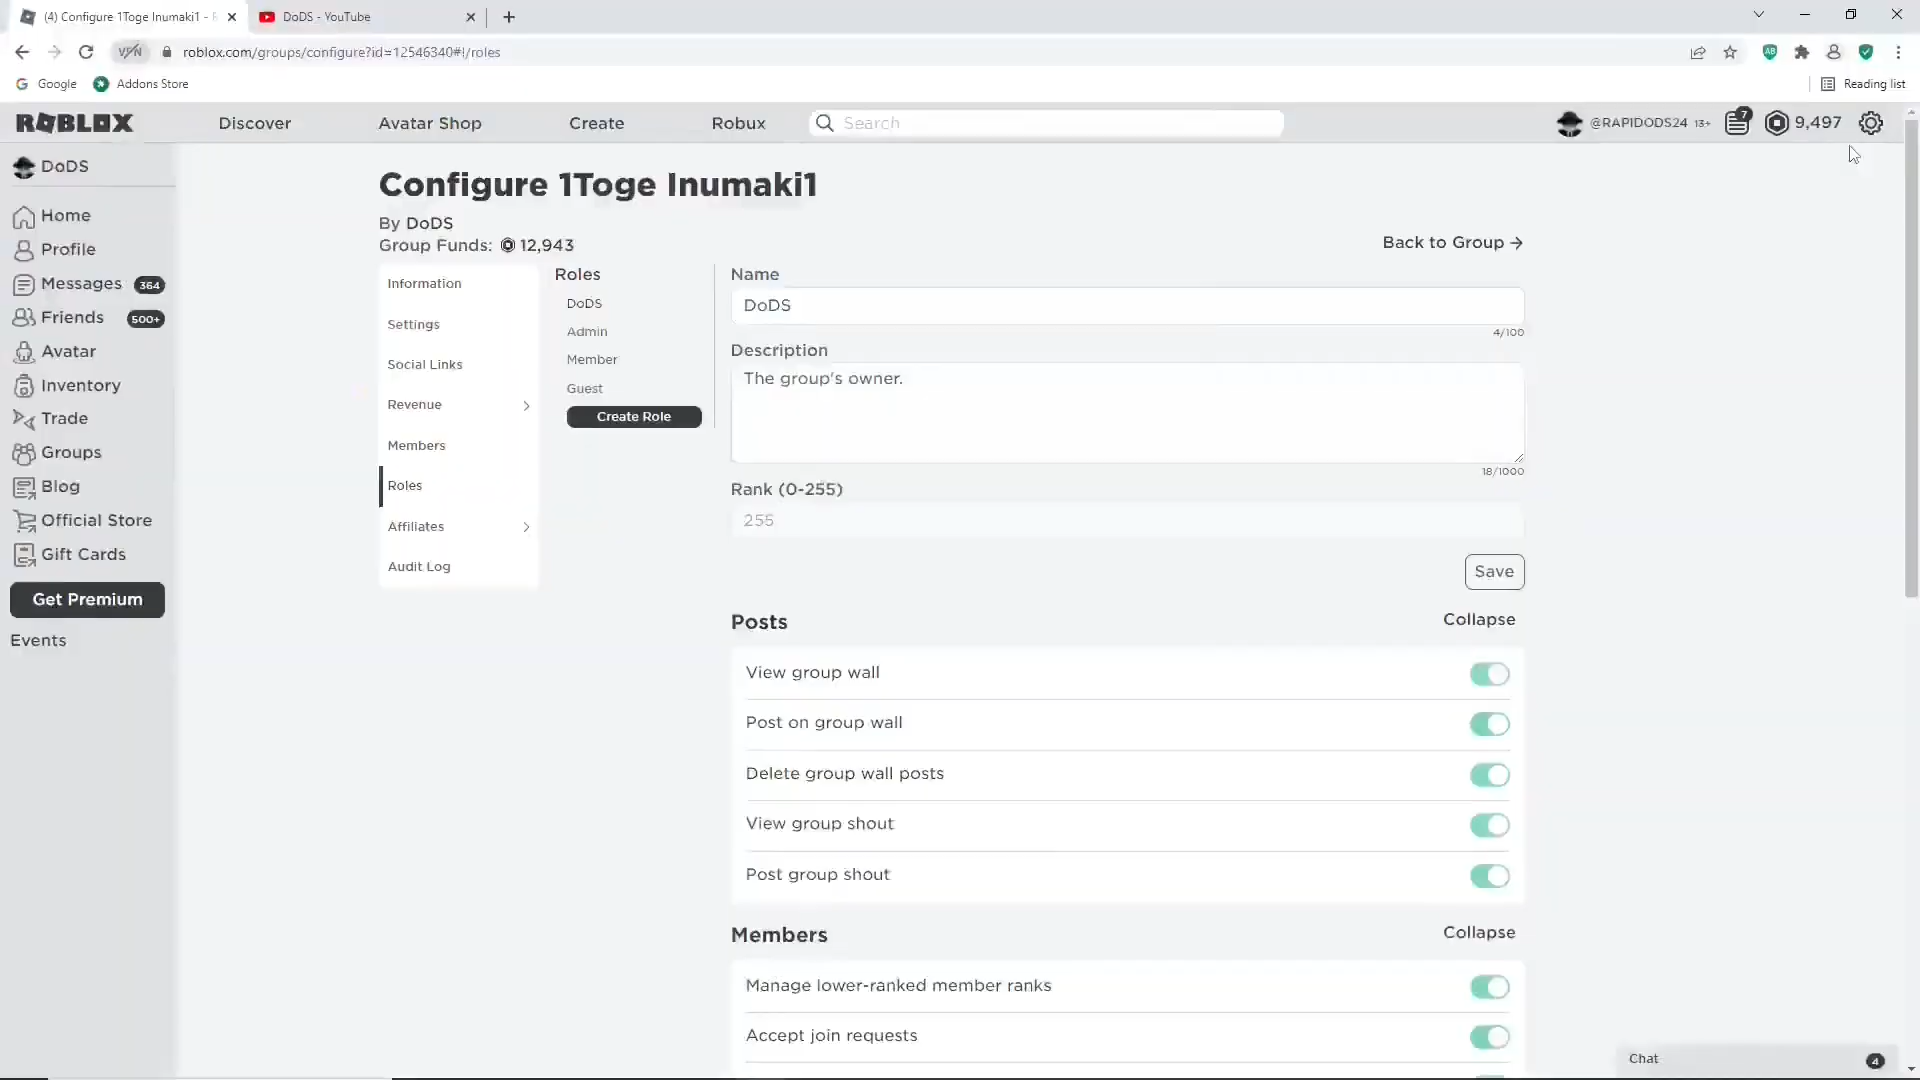 (4) Configure 1Toge Inumaki1 -
DoDS - YouTube
VPN
roblox.com/groups/configure?id=12546340#!/roles
Google
Addons Store
Reading list
ROBLOX
Discover
Avatar Shop
Create
Robux
Search
@RAPIDODS24 13+
7
9,497
DoDS
Home
Profile
Messages 364
Friends 500+
Avatar
Inventory
Trade
Groups
Blog
Official Store
Gift Cards
Get Premium
Events
Configure 1Toge Inumaki1
By DoDS
Group Funds: 12,943
Back to Group →
Information
Settings
Social Links
Revenue
Members
Roles
Affiliates
Audit Log
Roles
DoDS
Admin
Member
Guest
Create Role
Name
DoDS
4/100
Description
The group's owner.
18/1000
Rank (0-255)
255
Save
Posts
Collapse
View group wall
Post on group wall
Delete group wall posts
View group shout
Post group shout
Members
Collapse
Manage lower-ranked member ranks
Accept join requests
Chat
4